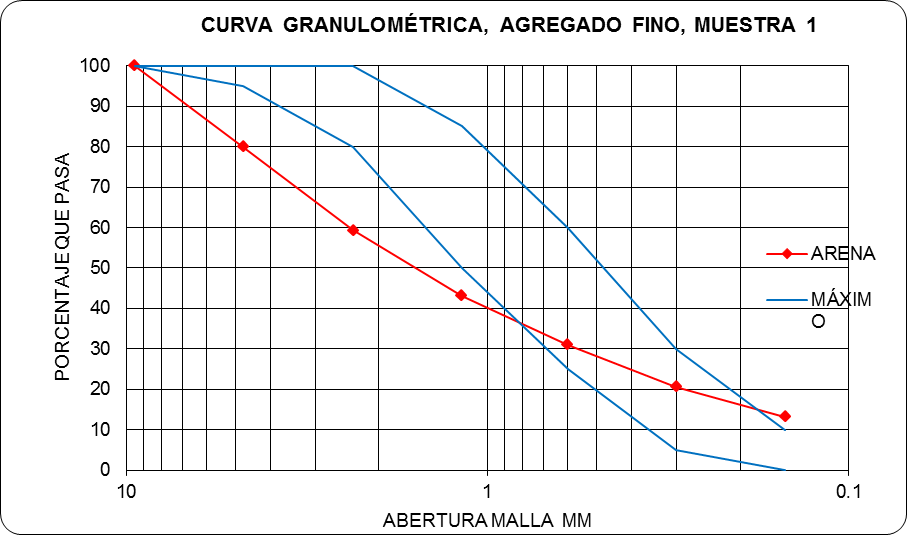 CURVA GRANULOMÉTRICA, AGREGADO FINO, MUESTRA 1
100
90
80
70
60
50
40
30
20
10
0
PORCENTAJE QUE PASA
10
1
0.1
ABERTURA MALLA MM
ARENA
MÁXIM
O